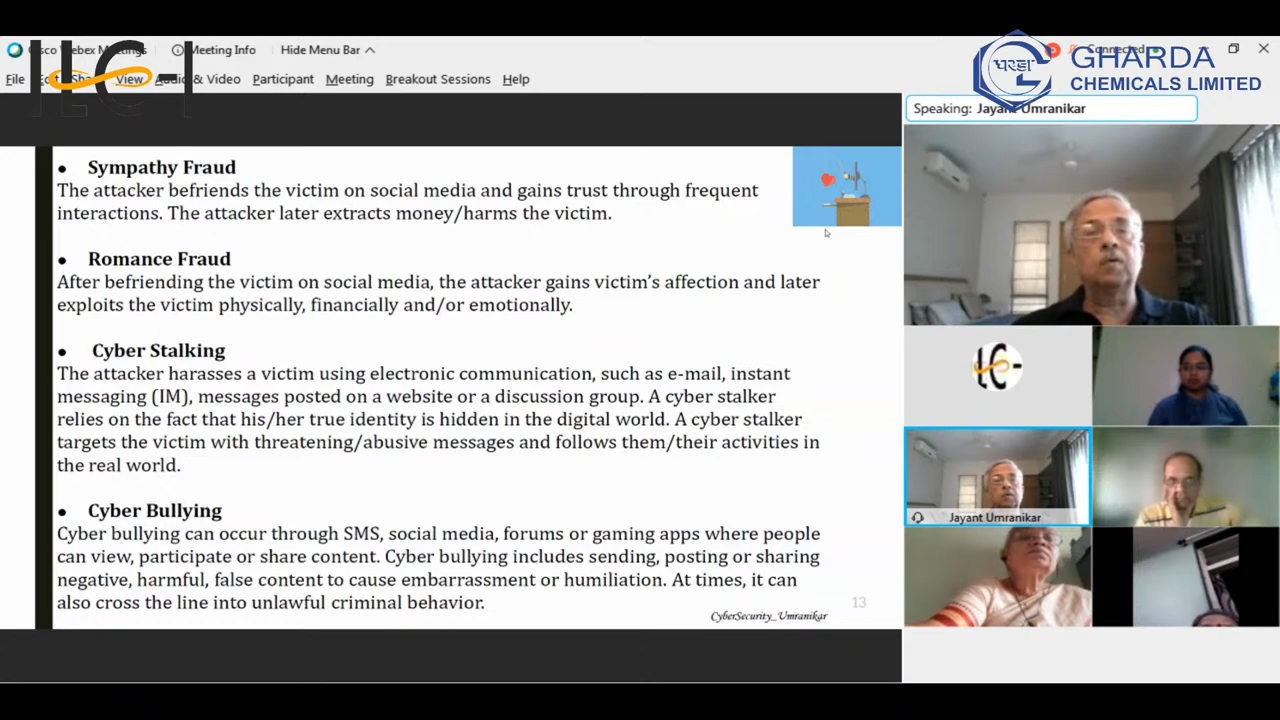 Cisco Webex Meetings
Meeting Info
Hide Menu Bar
Connected
File Edit Share View Audio & Video Participant Meeting Breakout Sessions Help
ILC-I
घरडा
GHARDA
CHEMICALS LIMITED
Speaking: Jayant Umranikar
• Sympathy Fraud
The attacker befriends the victim on social media and gains trust through frequent
interactions. The attacker later extracts money/harms the victim.
• Romance Fraud
After befriending the victim on social media, the attacker gains victim's affection and later
exploits the victim physically, financially and/or emotionally.
• Cyber Stalking
The attacker harasses a victim using electronic communication, such as e-mail, instant
messaging (IM), messages posted on a website or a discussion group. A cyber stalker
relies on the fact that his/her true identity is hidden in the digital world. A cyber stalker
targets the victim with threatening/abusive messages and follows them/their activities in
the real world.
• Cyber Bullying
Cyber bullying can occur through SMS, social media, forums or gaming apps where people
can view, participate or share content. Cyber bullying includes sending, posting or sharing
negative, harmful, false content to cause embarrassment or humiliation. At times, it can
also cross the line into unlawful criminal behavior.
CyberSecurity_Umranikar
13
Jayant Umranikar